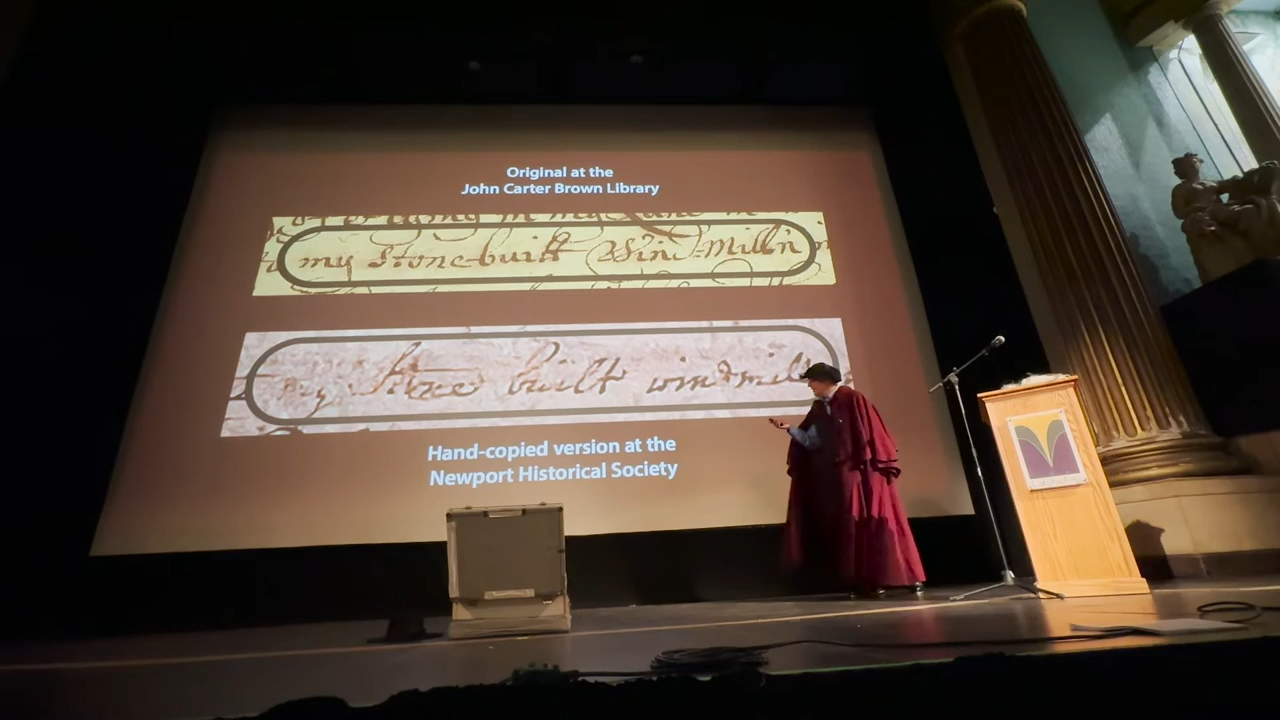 Original at the
John Carter Brown Library
my Stone-built Wind-Mill'n
my Stone built windmill
Hand-copied version at the
Newport Historical Society